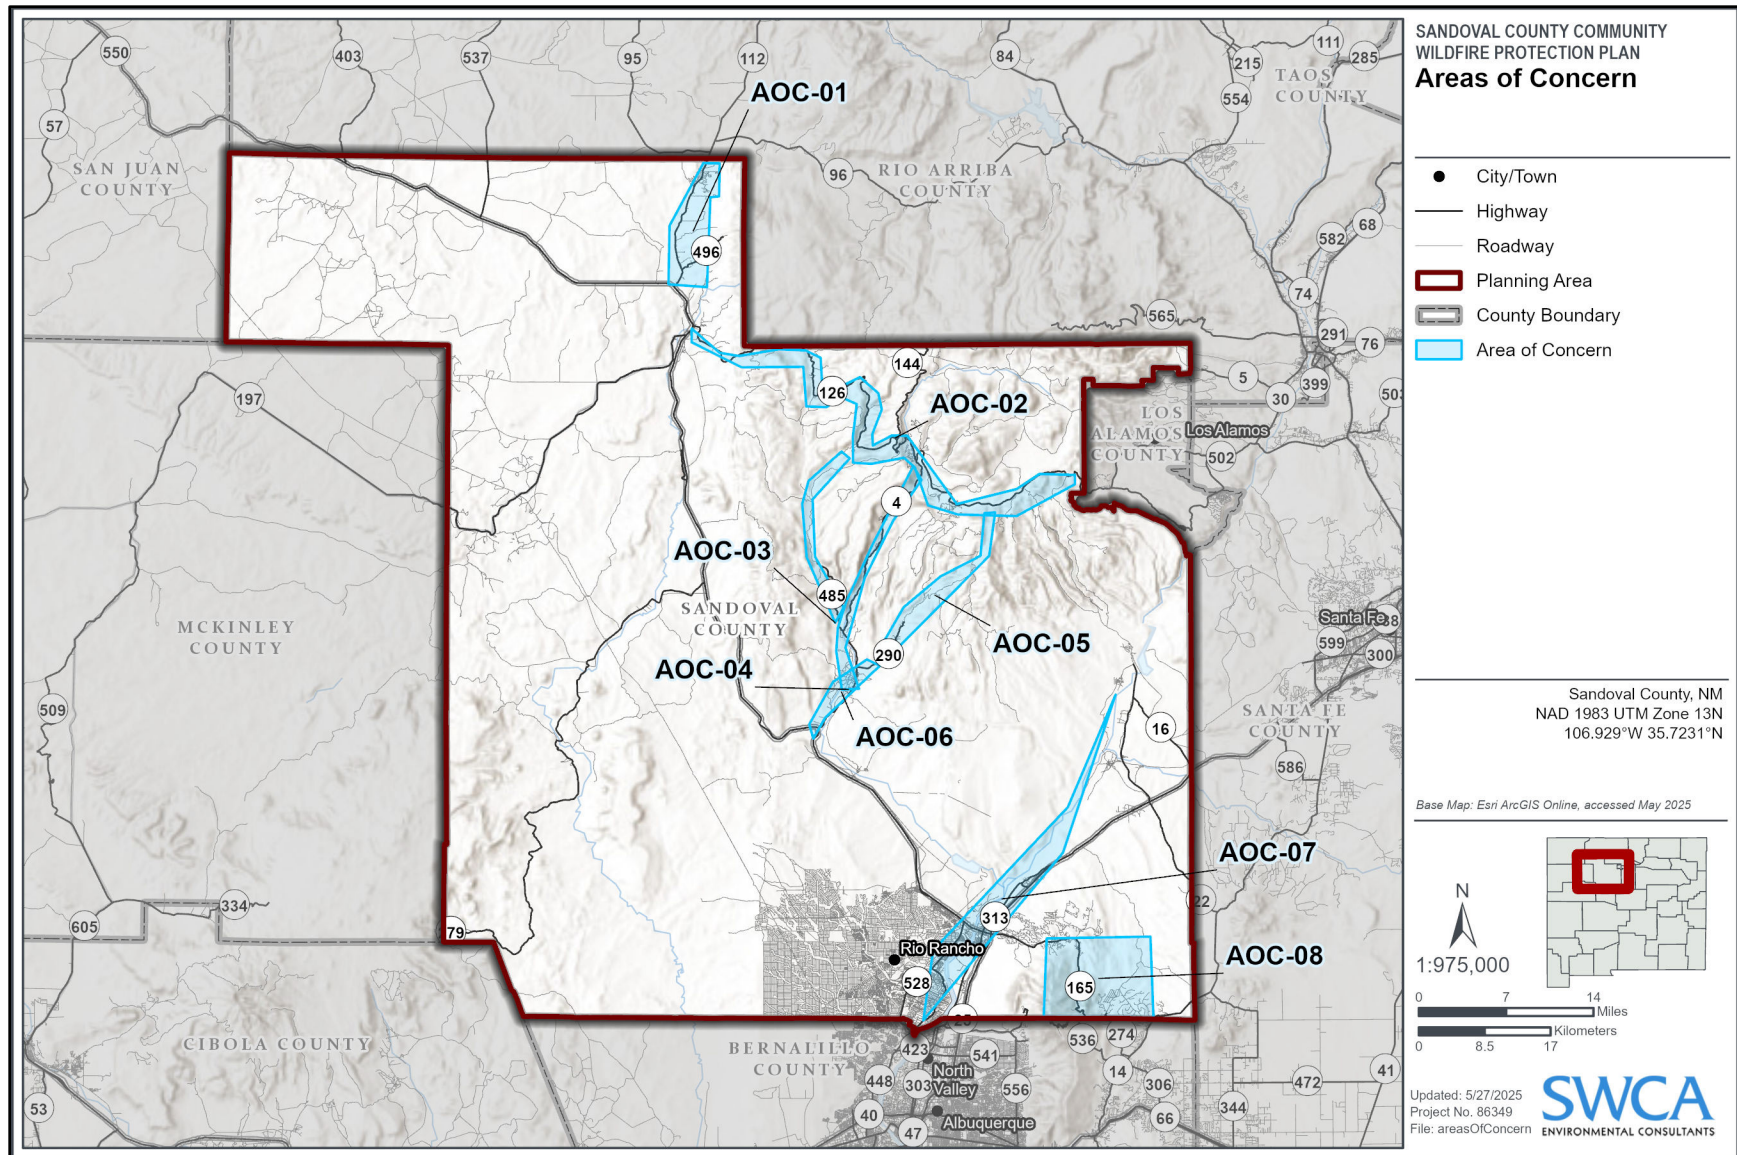 SANDOVAL COUNTY COMMUNITY
WILDFIRE PROTECTION PLAN
Areas of Concern
City/Town
Highway
Roadway
Planning Area
County Boundary
Area of Concern
Sandoval County, NM
NAD 1983 UTM Zone 13N
106.929°W 35.7231°N
Base Map: Esri ArcGIS Online, accessed May 2025
N
1:975,000
0 7 14
Miles
Kilometers
0 8.5 17
Updated: 5/27/2025
Project No. 86349
File: areasOfConcern
SWCA
ENVIRONMENTAL CONSULTANTS
550
403
537
95
112
84
111
285
215
TAOS
COUNTY
554
57
AOC-01
SAN JUAN
COUNTY
96
RIO ARRIBA
COUNTY
68
582
496
74
565
291
76
144
5
399
30
503
126
197
AOC-02
LOS
ALAMOS
COUNTY
Los Alamos
502
4
AOC-03
485
SANDOVAL
COUNTY
MCKINLEY
COUNTY
Santa Fe
599
300
AOC-05
290
AOC-04
509
AOC-06
16
SANTA FE
COUNTY
586
AOC-07
22
334
605
79
313
Rio Rancho
AOC-08
528
165
25
CIBOLA COUNTY
BERNALILLO
COUNTY
423
541
536
274
North
Valley
448
303
556
14
306
472
41
53
40
47
Albuquerque
66
344